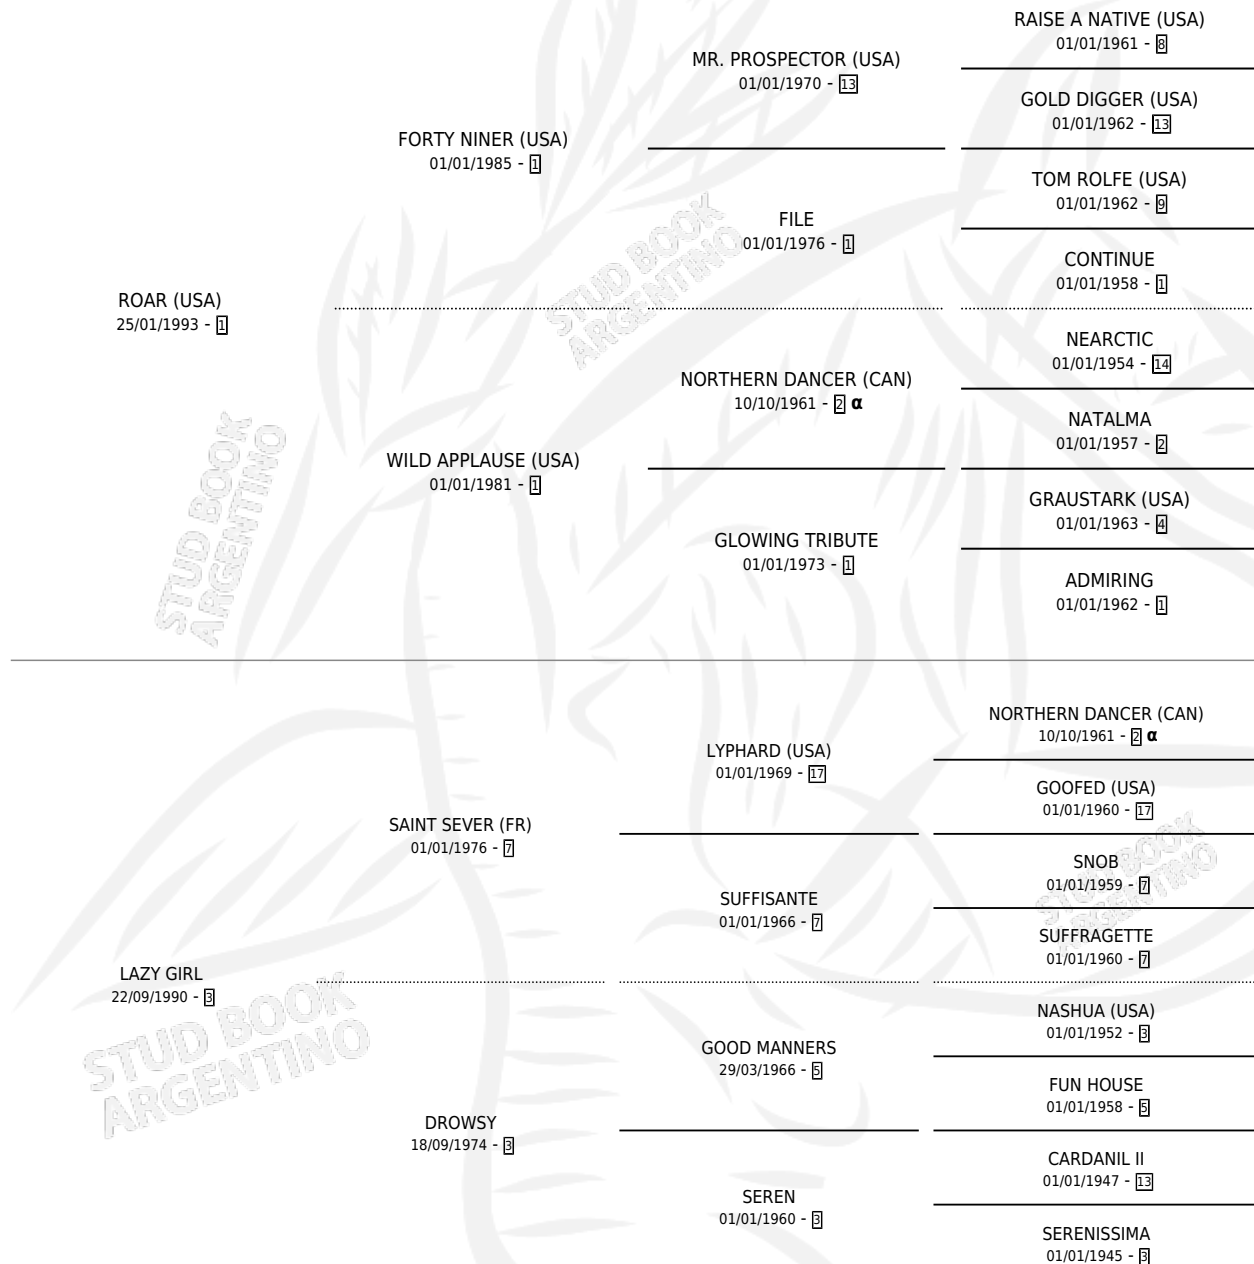 RAISE A NATIVE (USA)
01/01/1961 - 8
MR. PROSPECTOR (USA)
01/01/1970 - 13
GOLD DIGGER (USA)
01/01/1962 - 13
FORTY NINER (USA)
01/01/1985 - 1
TOM ROLFE (USA)
01/01/1962 - 9
FILE
01/01/1976 - 1
CONTINUE
01/01/1958 - 1
ROAR (USA)
25/01/1993 - 1
NEARCTIC
01/01/1954 - 14
NORTHERN DANCER (CAN)
10/10/1961 - 2 α
NATALMA
01/01/1957 - 2
WILD APPLAUSE (USA)
01/01/1981 - 1
GRAUSTARK (USA)
01/01/1963 - 4
GLOWING TRIBUTE
01/01/1973 - 1
ADMIRING
01/01/1962 - 1
NORTHERN DANCER (CAN)
10/10/1961 - 2 α
LYPHARD (USA)
01/01/1969 - 17
GOOFED (USA)
01/01/1960 - 17
SAINT SEVER (FR)
01/01/1976 - 7
SNOB
01/01/1959 - 7
SUFFISANTE
01/01/1966 - 7
SUFFRAGETTE
01/01/1960 - 7
LAZY GIRL
22/09/1990 - 3
NASHUA (USA)
01/01/1952 - 3
GOOD MANNERS
29/03/1966 - 5
FUN HOUSE
01/01/1958 - 5
DROWSY
18/09/1974 - 3
CARDANIL II
01/01/1947 - 13
SEREN
01/01/1960 - 3
SERENISSIMA
01/01/1945 - 3
STUD BOOK
ARGENTINO
STUD BOOK
ARGENTINO
STUD BOOK
ARGENTINO
STUD BOOK
ARGENTINO